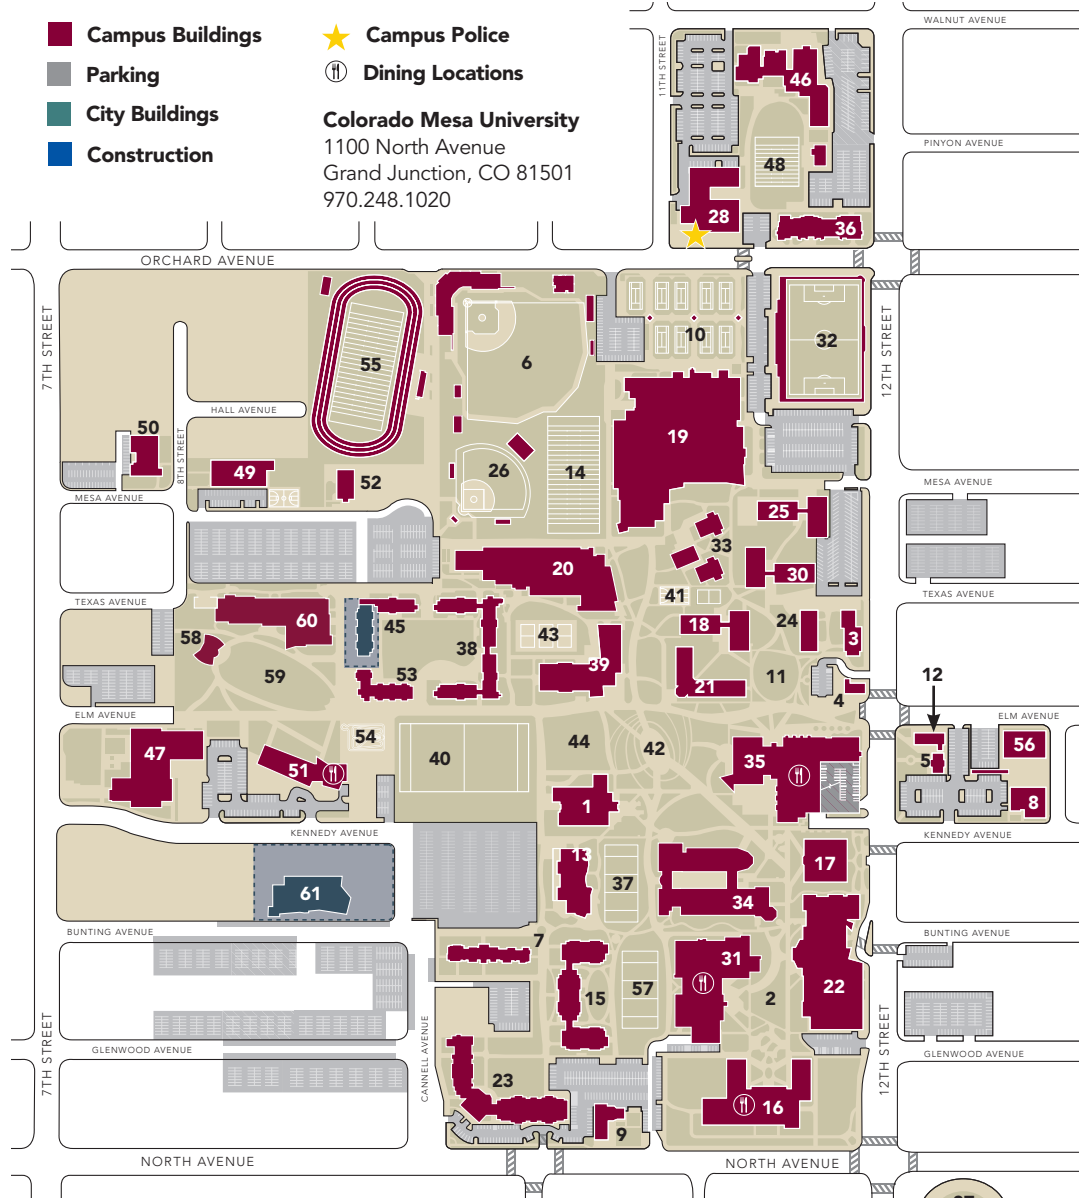 Campus Buildings
Parking
City Buildings
Construction
Campus Police
Dining Locations
Colorado Mesa University
1100 North Avenue
Grand Junction, CO 81501
970.248.1020
WALNUT AVENUE
11TH STREET
46
PINYON AVENUE
48
28
36
ORCHARD AVENUE
7TH STREET
12TH STREET
55
6
10
32
HALL AVENUE
8TH STREET
50
19
49
52
26
14
MESA AVENUE
MESA AVENUE
25
33
20
30
TEXAS AVENUE
TEXAS AVENUE
41
60
45
58
38
43
18
24
3
39
59
53
21
11
4
12
ELM AVENUE
ELM AVENUE
47
54
51
40
44
42
35
5
56
8
1
KENNEDY AVENUE
KENNEDY AVENUE
13
17
37
61
34
BUNTING AVENUE
BUNTING AVENUE
7
31
15
57
2
22
7TH STREET
CANNELL AVENUE
12TH STREET
GLENWOOD AVENUE
GLENWOOD AVENUE
23
16
9
NORTH AVENUE
NORTH AVENUE